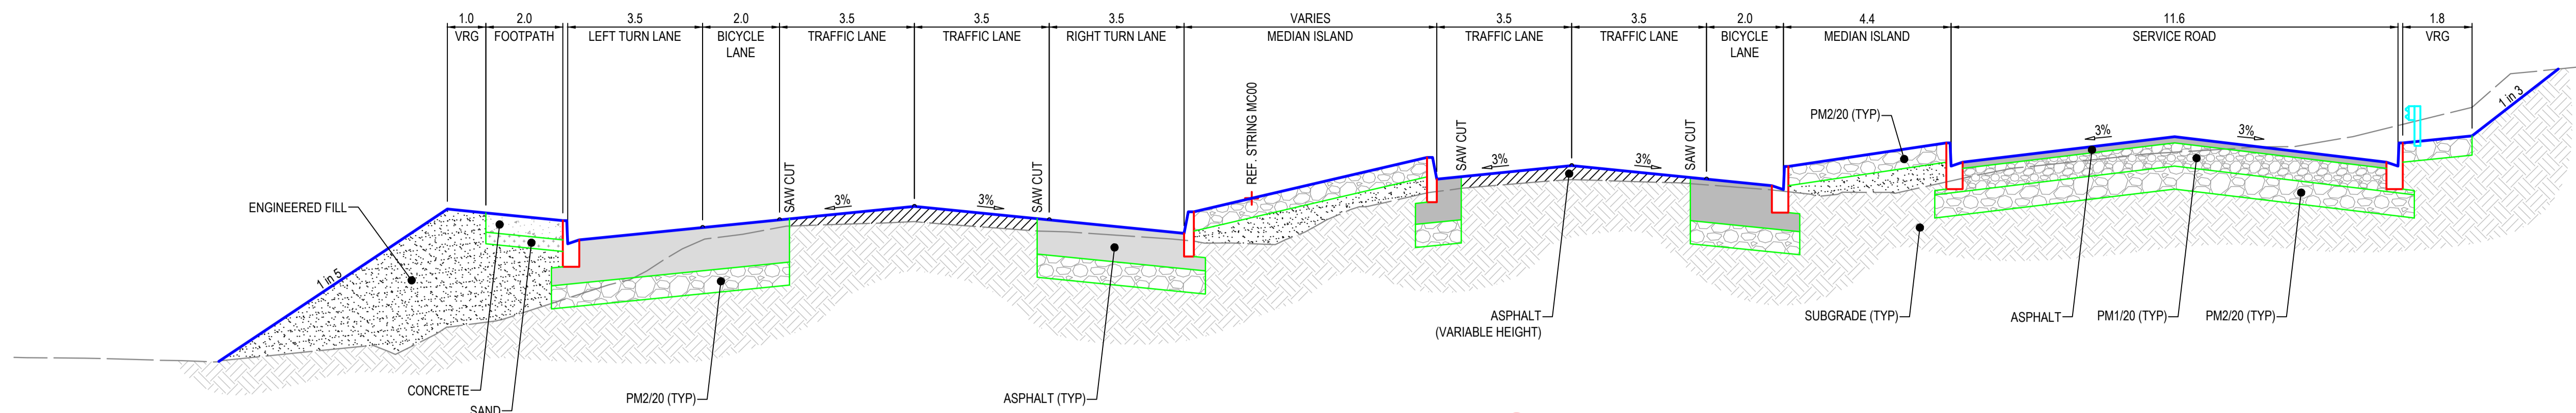 1.0 2.0 3.5 2.0 3.5 3.5 3.5 VARIES 3.5 3.5 2.0 4.4 11.6 1.8
VRG FOOTPATH LEFT TURN LANE BICYCLE LANE TRAFFIC LANE TRAFFIC LANE RIGHT TURN LANE MEDIAN ISLAND TRAFFIC LANE TRAFFIC LANE BICYCLE LANE MEDIAN ISLAND SERVICE ROAD VRG
1 in 3
PM2/20 (TYP)
SAW CUT
SAW CUT
REF. STRING MC00
SAW CUT
SAW CUT
3%
3%
3%
3%
3%
3%
ENGINEERED FILL
1 in 5
ASPHALT
(VARIABLE HEIGHT)
SUBGRADE (TYP)
ASPHALT
PM1/20 (TYP)
PM2/20 (TYP)
CONCRETE
SAND
PM2/20 (TYP)
ASPHALT (TYP)